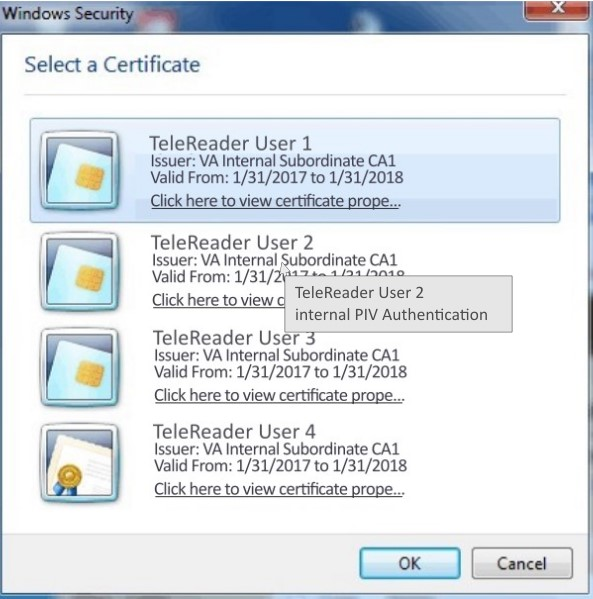 Windows Security
Select a Certificate
TeleReader User 1
Issuer: VA Internal Subordinate CA1
Valid From: 1/31/2017 to 1/31/2018
Click here to view certificate prope...
TeleReader User 2
Issuer: VA Internal Subordinate CA1
Valid From: 1/31/2017 to 1/31/2018
Click here to view c
TeleReader User 2
internal PIV Authentication
TeleReader User 3
Issuer: VA Internal Subordinate CA1
Valid From: 1/31/2017 to 1/31/2018
Click here to view certificate prope...
TeleReader User 4
Issuer: VA Internal Subordinate CA1
Valid From: 1/31/2017 to 1/31/2018
Click here to view certificate prope...
OK
Cancel